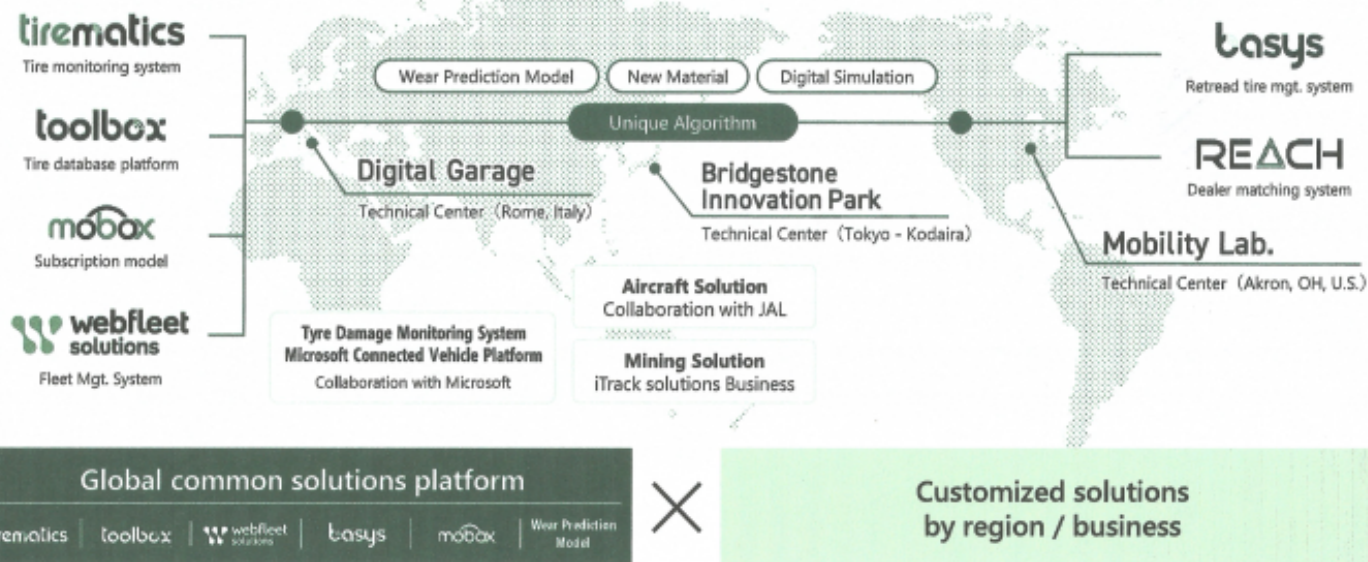 tirematics
Tire monitoring system
toolbox
Tire database platform
mobox
Subscription model
webfleet
solutions
Fleet Mgt. System
Wear Prediction Model
New Material
Digital Simulation
Unique Algorithm
Digital Garage
Technical Center (Rome, Italy)
Bridgestone
Innovation Park
Technical Center (Tokyo - Kodaira)
tasys
Retread tire mgt. system
REACH
Dealer matching system
Mobility Lab.
Technical Center (Akron, OH, U.S.)
Aircraft Solution
Collaboration with JAL
Tyre Damage Monitoring System
Microsoft Connected Vehicle Platform
Collaboration with Microsoft
Mining Solution
iTrack solutions Business
Global common solutions platform
ematics
toolbox
webfleet
solutions
tasys
mobox
Wear Prediction
Model
Customized solutions
by region / business